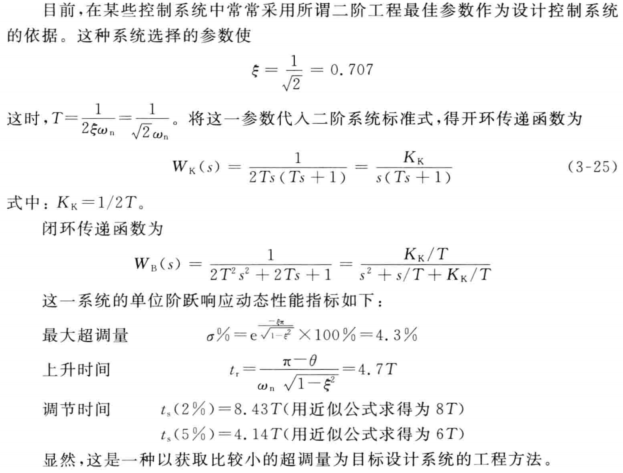 目前,在某些控制系统中常常采用所谓二阶工程最佳参数作为设计控制系统
的依据。这种系统选择的参数使
ξ = 1/√2 = 0.707
这时,T=1/(2ξωₙ)=1/(√2ωₙ)。将这一参数代入二阶系统标准式,得开环传递函数为
W_K(s) = 1/(2Ts(Ts+1)) = K_K/(s(Ts+1)) (3-25)
式中: K_K=1/2T。
闭环传递函数为
W_B(s) = 1/(2T²s²+2Ts+1) = (K_K/T)/(s²+s/T+K_K/T)
这一系统的单位阶跃响应动态性能指标如下:
最大超调量 σ%=e^(-ξπ/√(1-ξ²))×100%=4.3%
上升时间 t_r=(π-θ)/(ωₙ√(1-ξ²))=4.7T
调节时间 t_s(2%)=8.43T(用近似公式求得为 8T)
t_s(5%)=4.14T(用近似公式求得为 6T)
显然,这是一种以获取比较小的超调量为目标设计系统的工程方法。